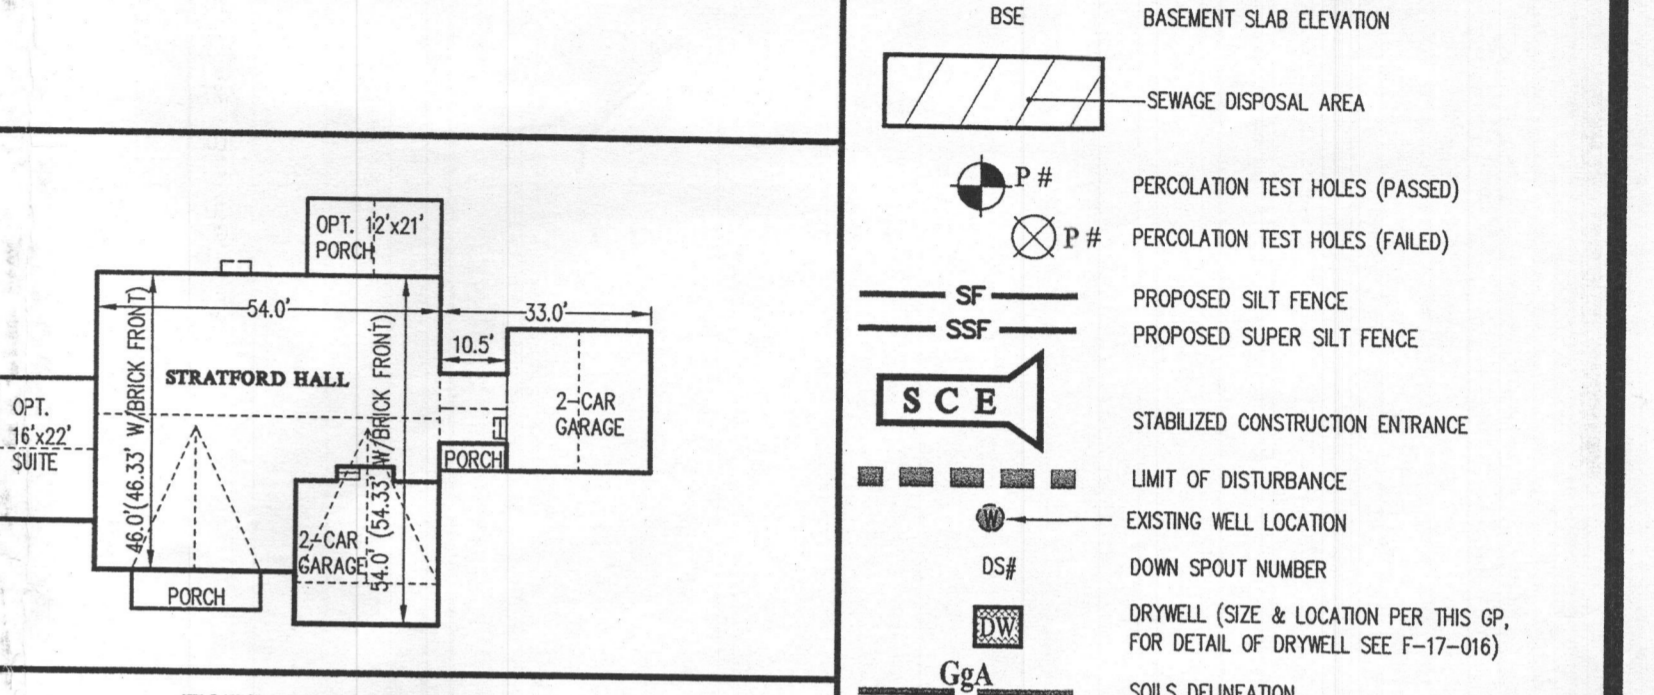 OPT. 12'x21'
PORCH
54.0'
33.0'
10.5'
46.0'(46.33' W/BRICK FRONT)
54.0' (54.33' W/BRICK FRONT)
STRATFORD HALL
OPT.
16'x22'
SUITE
2-CAR
GARAGE
PORCH
2-CAR
GARAGE
PORCH
BSE BASEMENT SLAB ELEVATION
SEWAGE DISPOSAL AREA
P # PERCOLATION TEST HOLES (PASSED)
P # PERCOLATION TEST HOLES (FAILED)
SF PROPOSED SILT FENCE
SSF PROPOSED SUPER SILT FENCE
SCE STABILIZED CONSTRUCTION ENTRANCE
LIMIT OF DISTURBANCE
W EXISTING WELL LOCATION
DS# DOWN SPOUT NUMBER
DW DRYWELL (SIZE & LOCATION PER THIS GP,
FOR DETAIL OF DRYWELL SEE F-17-016)
GgA SOILS DELINEATION